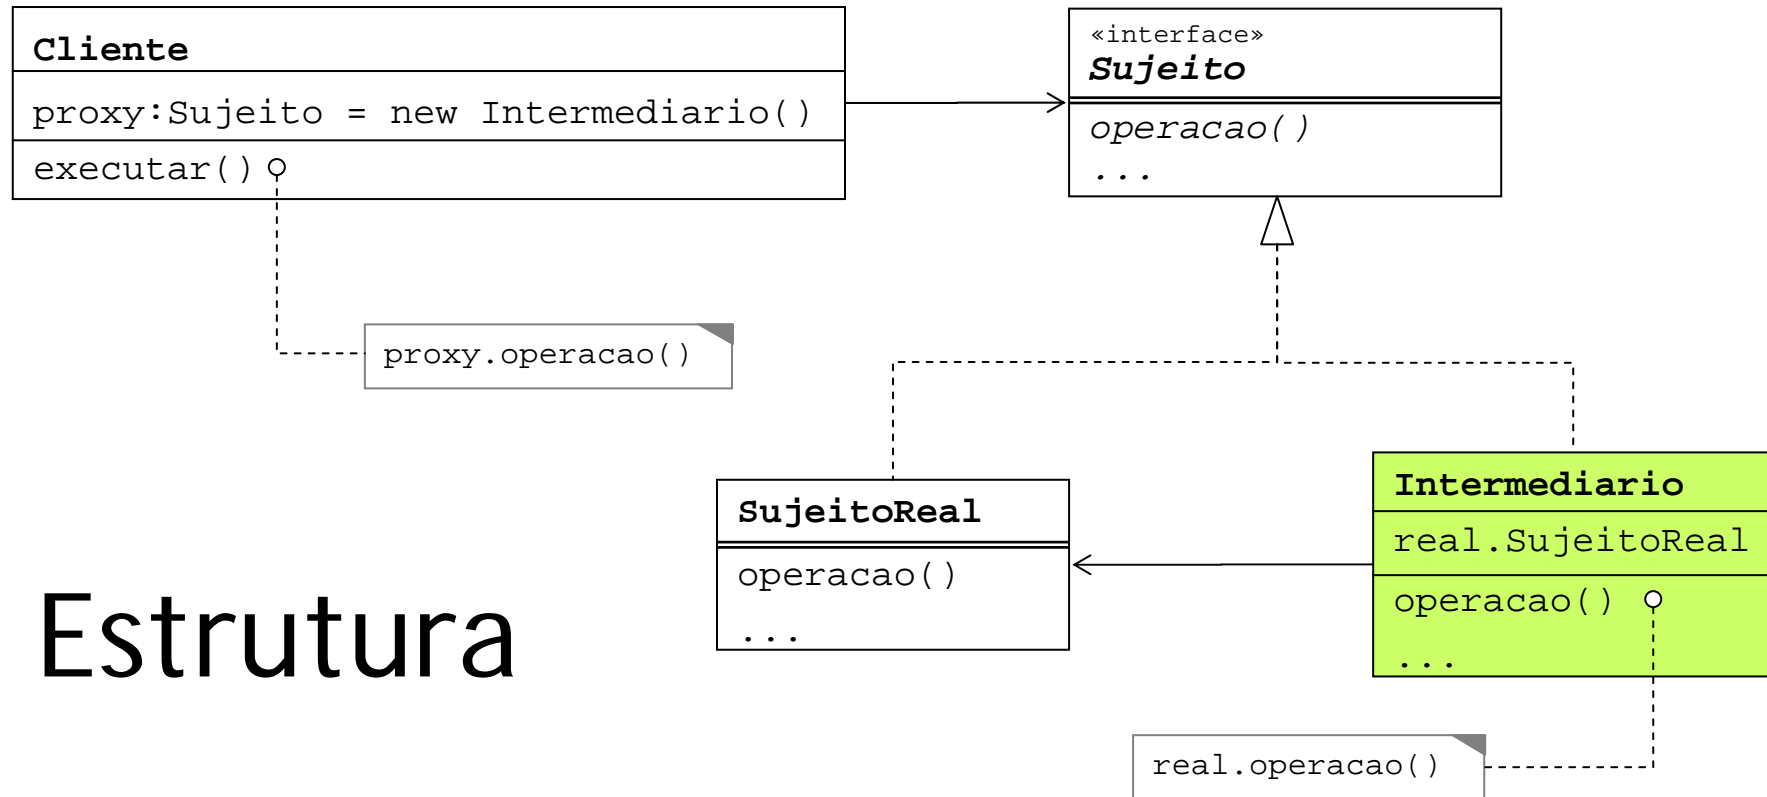 Cliente
proxy:Sujeito = new Intermediario()
executar()
«interface»
Sujeito
operacao()
...
proxy.operacao()
SujeitoReal
operacao()
...
Intermediario
real.SujeitoReal
operacao()
...
real.operacao()
Estrutura